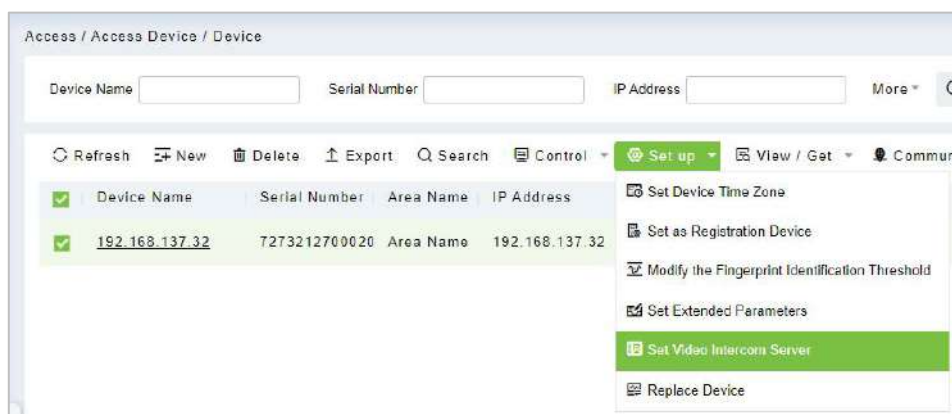 Access / Access Device / Device
Device Name Serial Number IP Address More
Refresh New Delete Export Search Control Set up View / Get Commun
Device Name Serial Number Area Name IP Address
192.168.137.32 7273212700020 Area Name 192.168.137.32
Set Device Time Zone
Set as Registration Device
Modify the Fingerprint Identification Threshold
Set Extended Parameters
Set Video Intercom Server
Replace Device